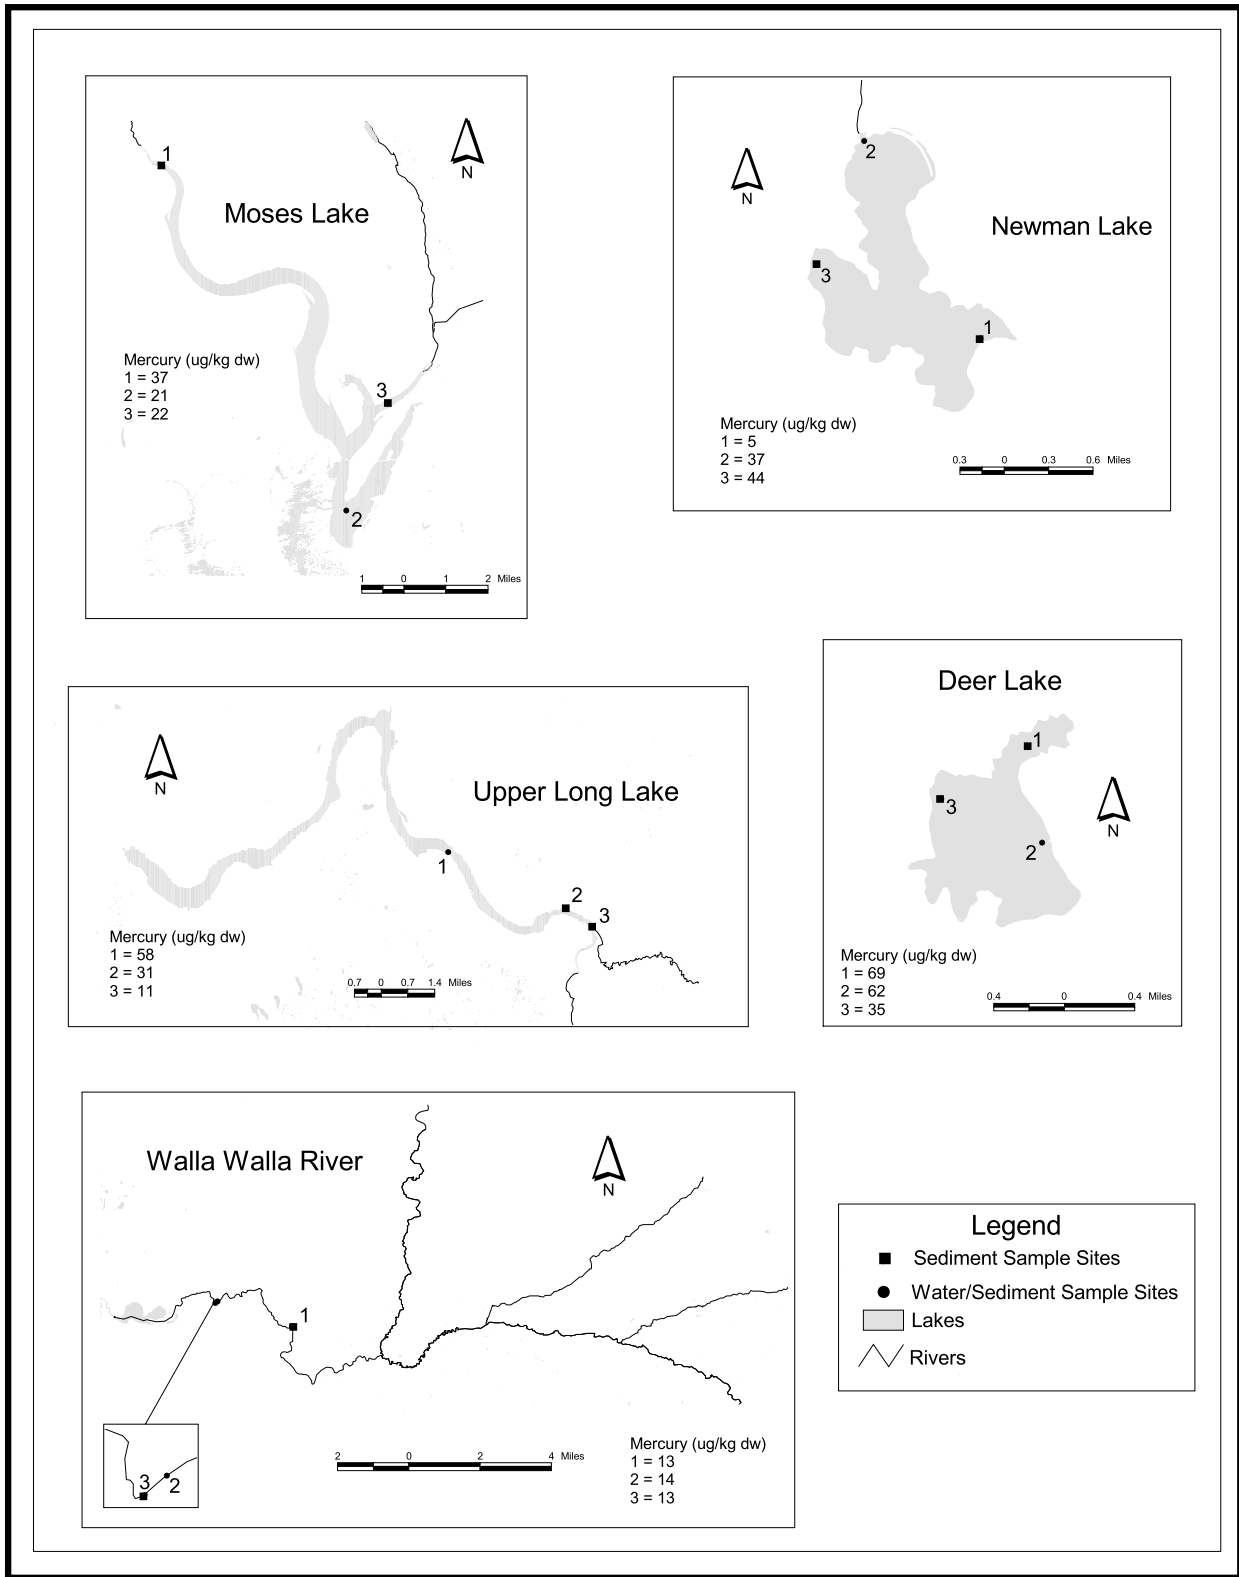 1
N
Moses Lake
Mercury (ug/kg dw)
1 = 37
2 = 21
3 = 22
3
2
1 0 1 2 Miles
2
N
Newman Lake
3
1
Mercury (ug/kg dw)
1 = 5
2 = 37
3 = 44
0.3 0 0.3 0.6 Miles
N
Upper Long Lake
1
2
3
Mercury (ug/kg dw)
1 = 58
2 = 31
3 = 11
0.7 0 0.7 1.4 Miles
Deer Lake
1
3
N
2
Mercury (ug/kg dw)
1 = 69
2 = 62
3 = 35
0.4 0 0.4 Miles
Walla Walla River
N
1
3
2
2 0 2 4 Miles
Mercury (ug/kg dw)
1 = 13
2 = 14
3 = 13
Legend
Sediment Sample Sites
Water/Sediment Sample Sites
Lakes
Rivers